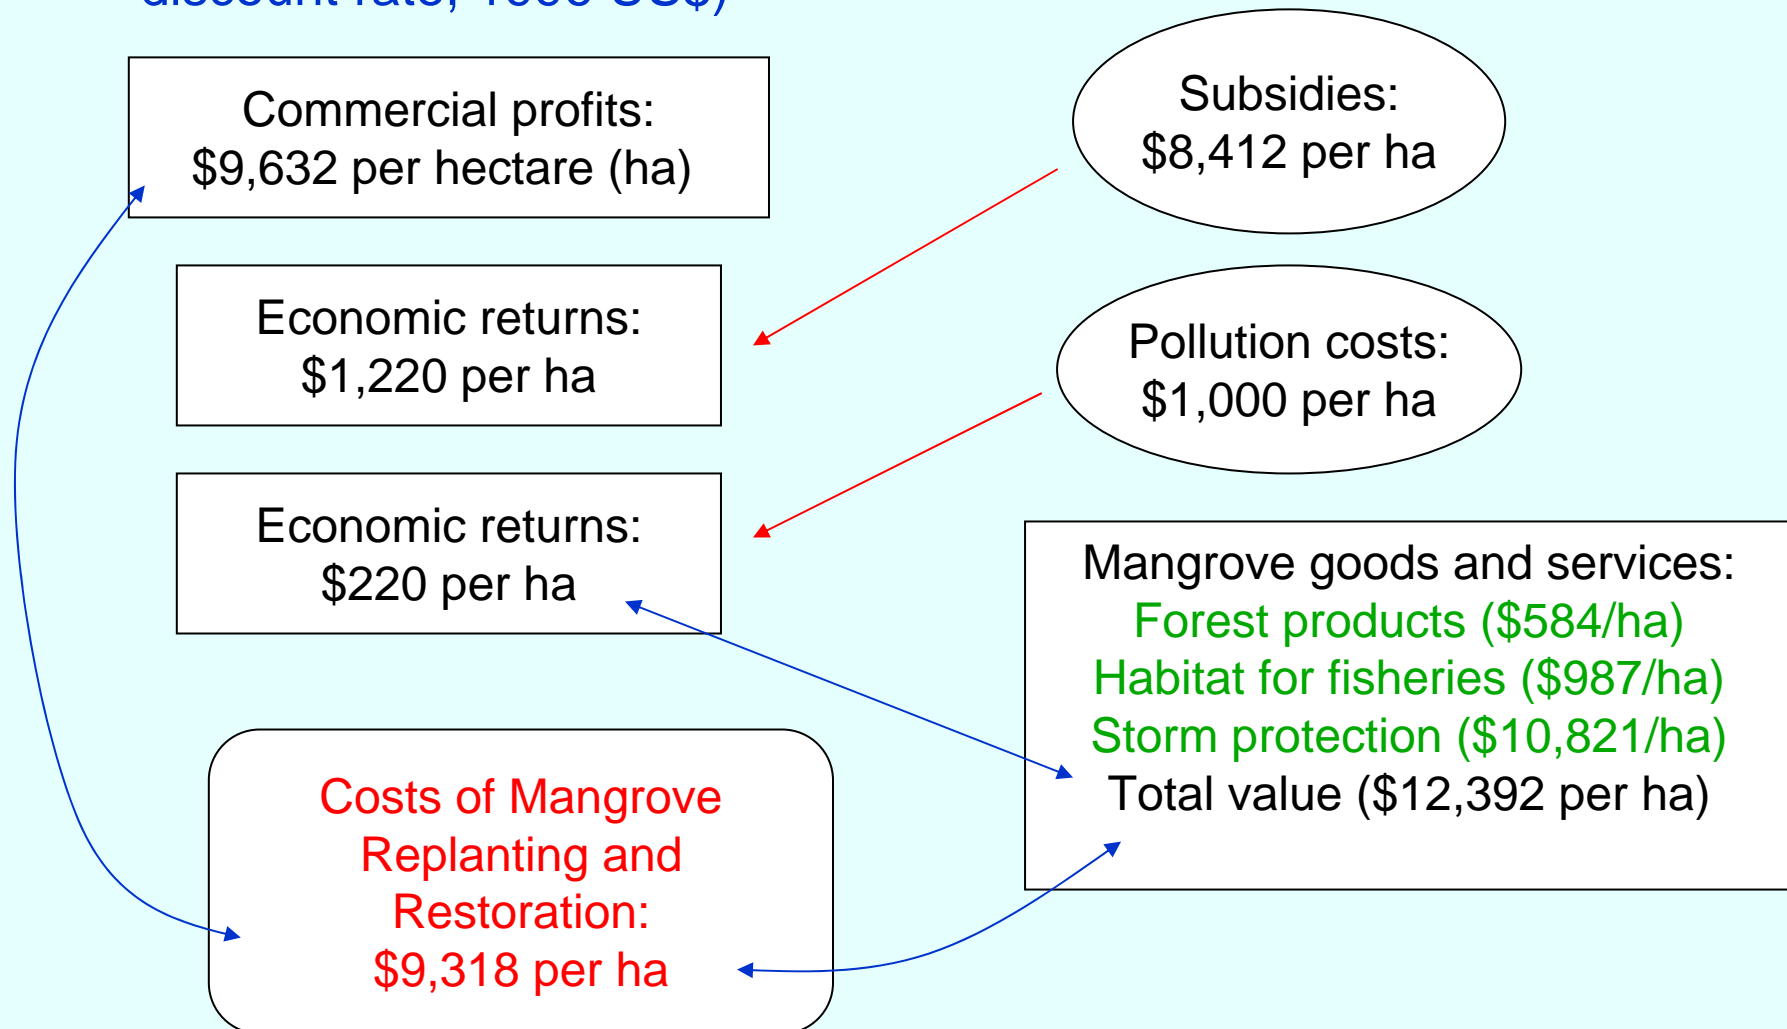 Commercial profits:
$9,632 per hectare (ha)
Subsidies:
$8,412 per ha
Economic returns:
$1,220 per ha
Pollution costs:
$1,000 per ha
Economic returns:
$220 per ha
Mangrove goods and services:
Forest products ($584/ha)
Habitat for fisheries ($987/ha)
Storm protection ($10,821/ha)
Total value ($12,392 per ha)
Costs of Mangrove
Replanting and
Restoration:
$9,318 per ha